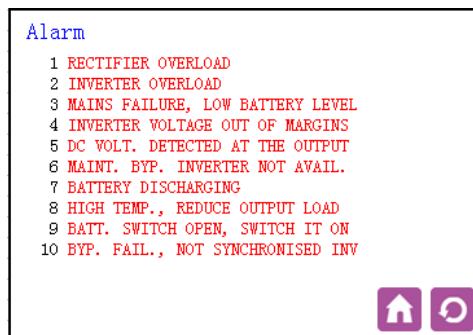 Alarm
1 RECTIFIER OVERLOAD
2 INVERTER OVERLOAD
3 MAINS FAILURE, LOW BATTERY LEVEL
4 INVERTER VOLTAGE OUT OF MARGINS
5 DC VOLT. DETECTED AT THE OUTPUT
6 MAINT. BYP. INVERTER NOT AVAIL.
7 BATTERY DISCHARGING
8 HIGH TEMP., REDUCE OUTPUT LOAD
9 BATT. SWITCH OPEN, SWITCH IT ON
10 BYP. FAIL., NOT SYNCHRONISED INV